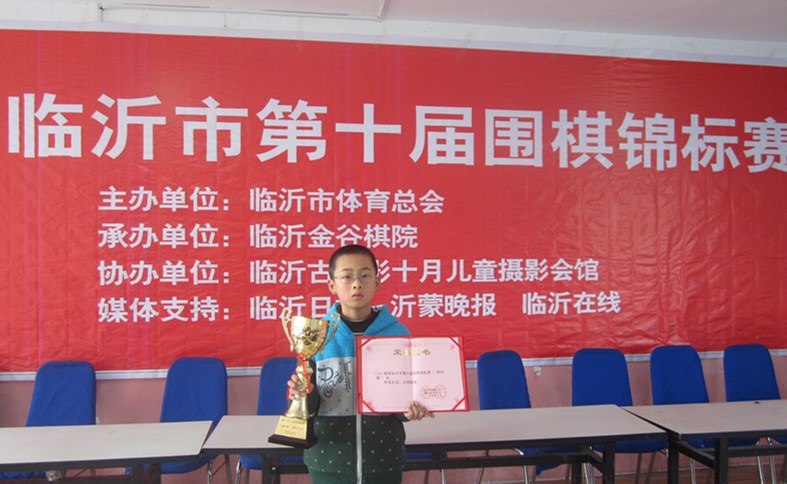 临沂市第十届围棋锦标赛
主办单位：临沂市体育总会
承办单位：临沂金谷棋院
协办单位：临沂古 影十月儿童摄影会馆
媒体支持：临沂日 沂蒙晚报 临沂在线
荣 书